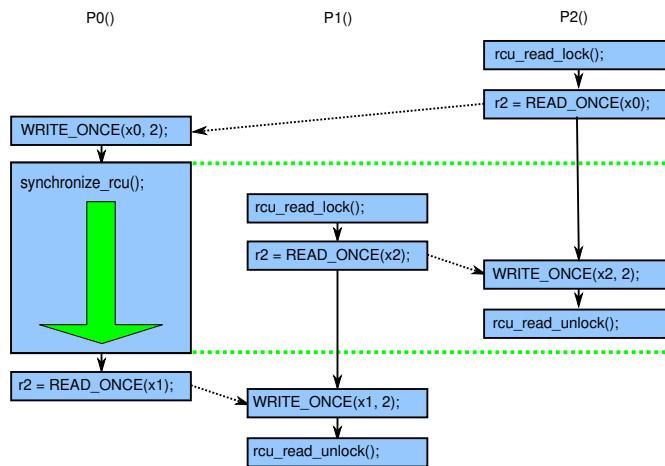 P0()
P1()
P2()
rcu_read_lock();
r2 = READ_ONCE(x0);
WRITE_ONCE(x0, 2);
synchronize_rcu();
rcu_read_lock();
r2 = READ_ONCE(x2);
WRITE_ONCE(x2, 2);
rcu_read_unlock();
r2 = READ_ONCE(x1);
WRITE_ONCE(x1, 2);
rcu_read_unlock();